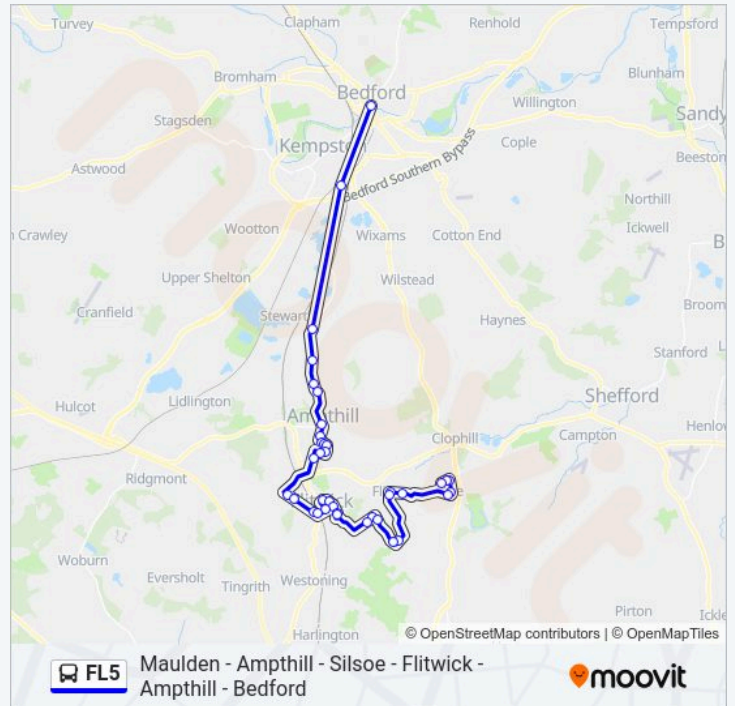 Turvey
Clapham
Renhold
Tempsford
Bromham
Blunham
Bedford
Willington
Sandy
Stagsden
Kempston
Cople
Beeston
Astwood
Bedford Southern Bypass
Northill
Ickwell
Wootton
n Crawley
Wixams
Cotton End
B
Upper Shelton
Wilstead
Broom
Cranfield
Stewart
Haynes
Stanford
L
Hulcot
Lidlington
Shefford
Ampthill
Henlow
Clophill
Campton
Ridgmont
Fl
e
Flitwick
Woburn
Eversholt
Tingrith
Westoning
Pirton
Ickle
Harlington
© OpenStreetMap contributors | © OpenMapTiles
FL5
Maulden - Ampthill - Silsoe - Flitwick -
Ampthill - Bedford
moovit